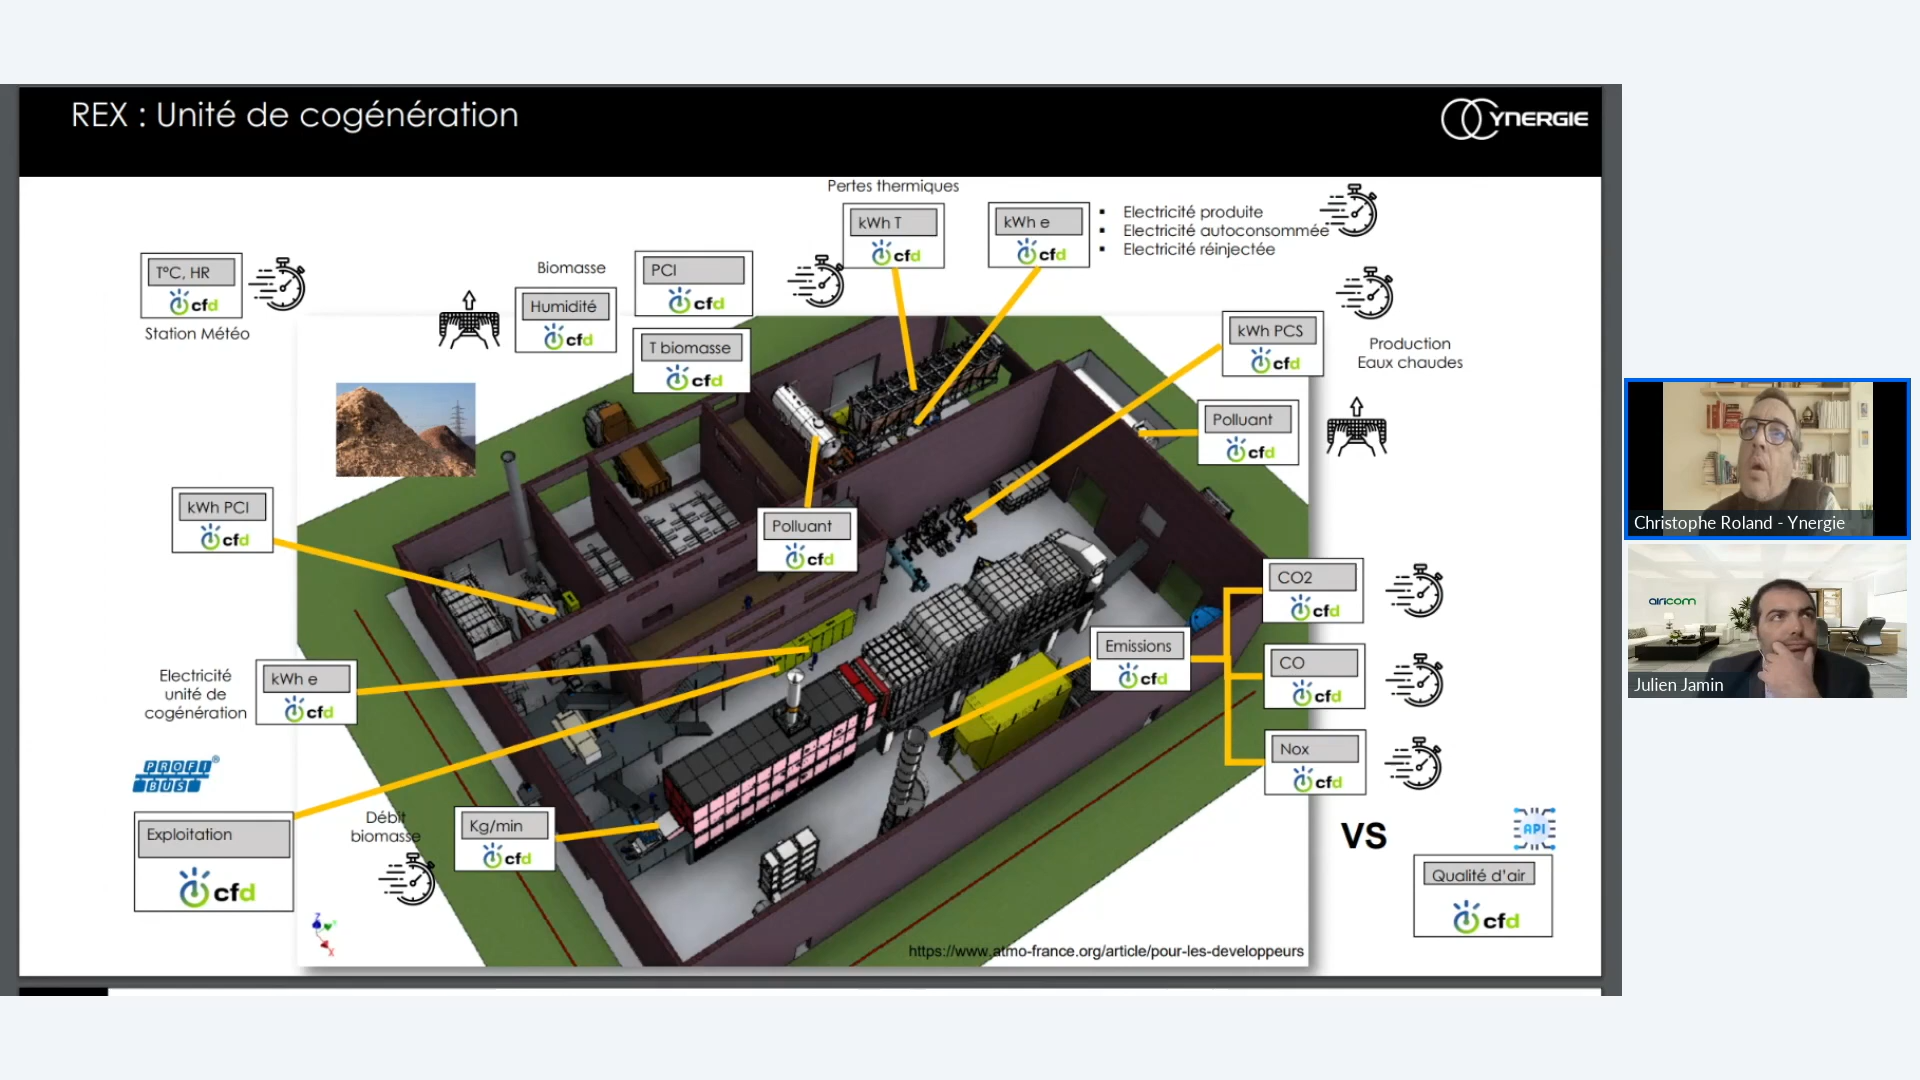 REX : Unité de cogénération
YNERGIE
Pertes thermiques
kWh T
cfd
kWh e
cfd
Electricité produite
Electricité autoconsommée
Electricité réinjectée
T°C, HR
cfd
Station Météo
Biomasse
Humidité
cfd
PCI
cfd
T biomasse
cfd
kWh PCS
cfd
Production
Eaux chaudes
Polluant
cfd
kWh PCI
cfd
Polluant
cfd
Christophe Roland - Ynergie
airicom
Julien Jamin
CO2
cfd
Emissions
cfd
CO
cfd
Nox
cfd
Electricité
unité de
cogénération
kWh e
cfd
PROFI
BUS
®
Exploitation
cfd
Débit
biomasse
Kg/min
cfd
VS
API
Qualité d'air
cfd
Z
Y
X
https://www.atmo-france.org/article/pour-les-developpeurs